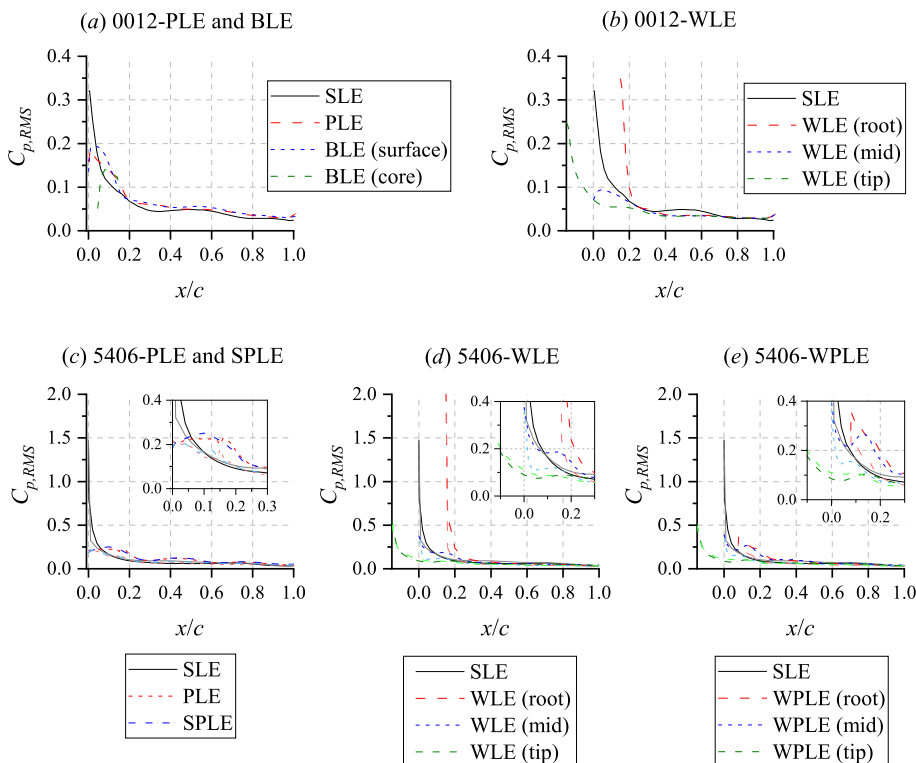 (a) 0012-PLE and BLE
(b) 0012-WLE
0.4
0.3
0.2
0.1
0.0
C_{p,RMS}
0.0 0.2 0.4 0.6 0.8 1.0
x/c
SLE
PLE
BLE (surface)
BLE (core)
0.4
0.3
0.2
0.1
0.0
C_{p,RMS}
0.0 0.2 0.4 0.6 0.8 1.0
x/c
SLE
WLE (root)
WLE (mid)
WLE (tip)
(c) 5406-PLE and SPLE
(d) 5406-WLE
(e) 5406-WPLE
2.0
1.5
1.0
0.5
0.0
C_{p,RMS}
0.4
0.2
0.0
0.0 0.1 0.2 0.3
0.0 0.2 0.4 0.6 0.8 1.0
x/c
SLE
PLE
SPLE
2.0
1.5
1.0
0.5
0.0
C_{p,RMS}
0.4
0.2
0.0
0.0 0.2
0.0 0.2 0.4 0.6 0.8 1.0
x/c
SLE
WLE (root)
WLE (mid)
WLE (tip)
2.0
1.5
1.0
0.5
0.0
C_{p,RMS}
0.4
0.2
0.0
0.0 0.2
0.0 0.2 0.4 0.6 0.8 1.0
x/c
SLE
WPLE (root)
WPLE (mid)
WPLE (tip)